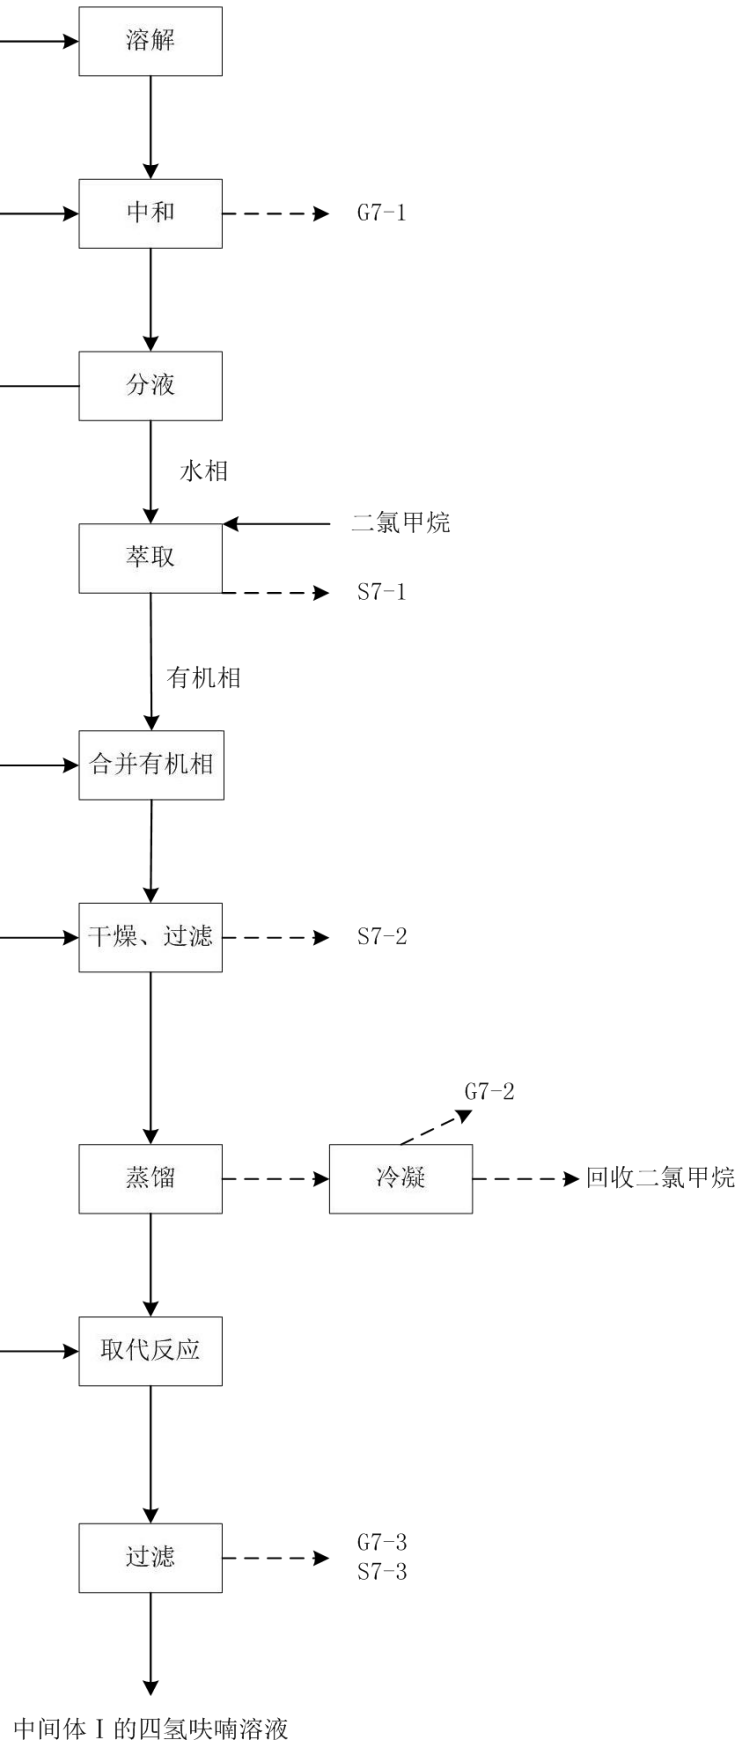 溶解
中和
G7-1
分液
水相
二氯甲烷
萃取
S7-1
有机相
合并有机相
干燥、过滤
S7-2
G7-2
蒸馏
冷凝
回收二氯甲烷
取代反应
过滤
G7-3
S7-3
中间体Ⅰ的四氢呋喃溶液